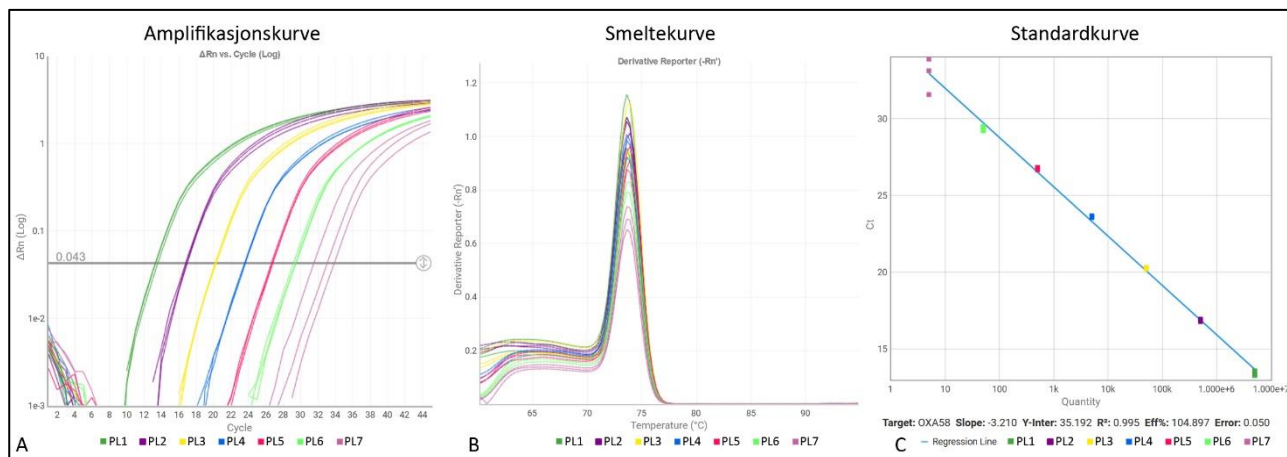 Amplifikasjonskurve
ΔRn vs. Cycle (Log)
10
1
0.1
0.043
1e-2
1e-3
ΔRn (Log)
2 4 6 8 10 12 14 16 18 20 22 24 26 28 30 32 34 36 38 40 42 44
Cycle
A
PL1 PL2 PL3 PL4 PL5 PL6 PL7
Smeltekurve
Derivative Reporter (-Rn')
1.2
1.0
0.8
0.6
0.4
0.2
Derivative Reporter (-Rn')
65 75 85 90
Temperature (°C)
B
PL1 PL2 PL3 PL4 PL5 PL6 PL7
Standardkurve
30
25
20
15
Ct
1 10 100 1k 10k 100k 1.000e+6 1.000e+7
Quantity
Target: OXA58 Slope: -3.210 Y-Inter: 35.192 R²: 0.995 Eff%: 104.897 Error: 0.050
C
Regression Line PL1 PL2 PL3 PL4 PL5 PL6 PL7